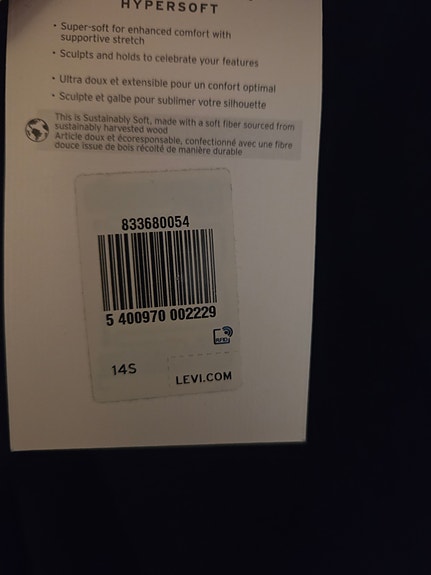 HYPERSOFT
• Super-soft for enhanced comfort with
supportive stretch
• Sculpts and holds to celebrate your features
• Ultra doux et extensible pour un confort optimal
• Sculpte et galbe pour sublimer votre silhouette
This is Sustainably Soft, made with a soft fiber sourced from
sustainably harvested wood
Article doux et écoresponsable, confectionné avec une fibre
douce issue de bois récolté de manière durable
833680054
5 400970 002229
RFID
14S
LEVI.COM